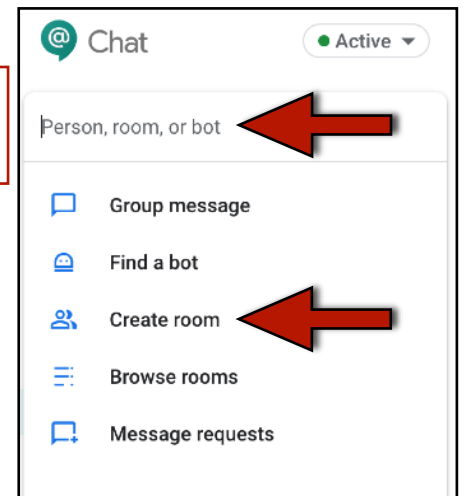 Chat
Active
Person, room, or bot
Group message
Find a bot
Create room
Browse rooms
Message requests